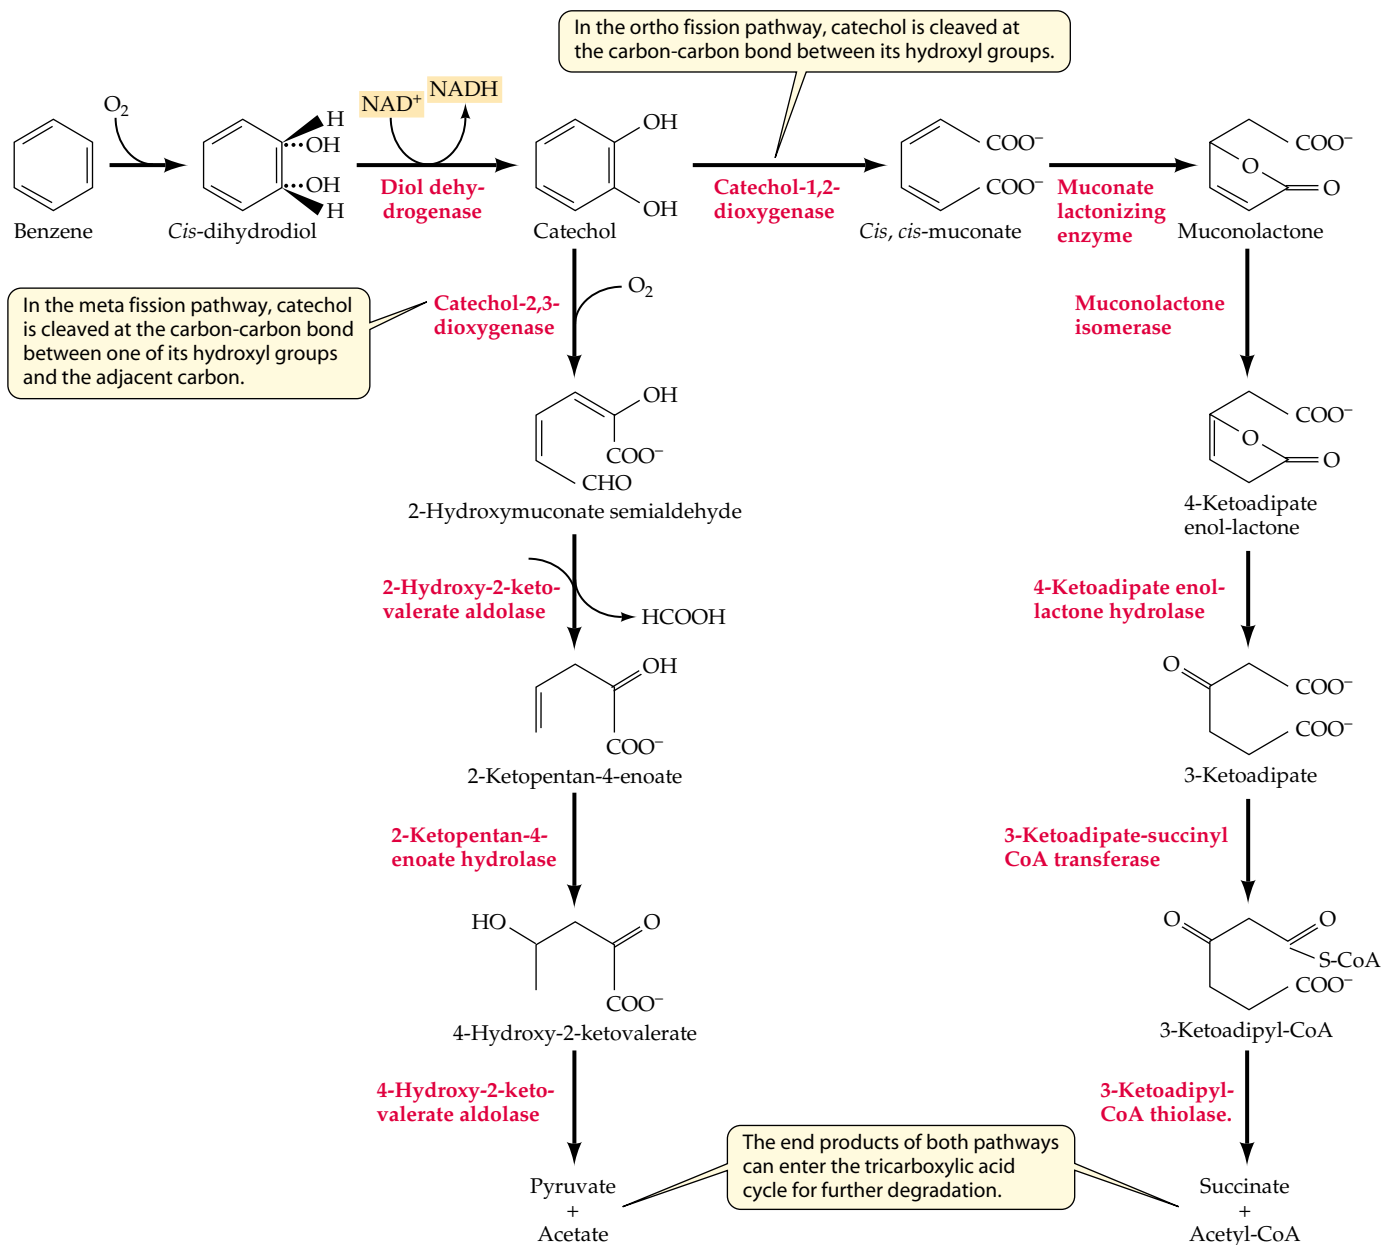 In the ortho fission pathway, catechol is cleaved at
the carbon-carbon bond between its hydroxyl groups.
O₂
NAD⁺
NADH
H
OH
OH
H
OH
OH
COO⁻
COO⁻
COO⁻
O
O
Diol dehy-
drogenase
Catechol-1,2-
dioxygenase
Muconate
lactonizing
enzyme
Benzene
Cis-dihydrodiol
Catechol
Cis, cis-muconate
Muconolactone
In the meta fission pathway, catechol
is cleaved at the carbon-carbon bond
between one of its hydroxyl groups
and the adjacent carbon.
Catechol-2,3-
dioxygenase
O₂
Muconolactone
isomerase
OH
COO⁻
CHO
2-Hydroxymuconate semialdehyde
COO⁻
O
O
4-Ketoadipate
enol-lactone
2-Hydroxy-2-keto-
valerate aldolase
HCOOH
4-Ketoadipate enol-
lactone hydrolase
OH
COO⁻
2-Ketopentan-4-enoate
O
COO⁻
COO⁻
3-Ketoadipate
2-Ketopentan-4-
enoate hydrolase
3-Ketoadipate-succinyl
CoA transferase
HO
O
COO⁻
4-Hydroxy-2-ketovalerate
O
O
S-CoA
COO⁻
3-Ketoadipyl-CoA
4-Hydroxy-2-keto-
valerate aldolase
3-Ketoadipyl-
CoA thiolase.
The end products of both pathways
can enter the tricarboxylic acid
cycle for further degradation.
Pyruvate
+
Acetate
Succinate
+
Acetyl-CoA